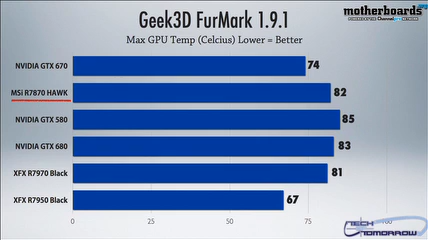 Geek3D FurMark 1.9.1
motherboards
Max GPU Temp (Celcius) Lower = Better
NVIDIA GTX 670 74
MSI R7870 HAWK 82
NVIDIA GTX 580 85
NVIDIA GTX 680 83
XFX R7970 Black 81
XFX R7950 Black 67
0 25 50 75 100
TECH
TOMORROW